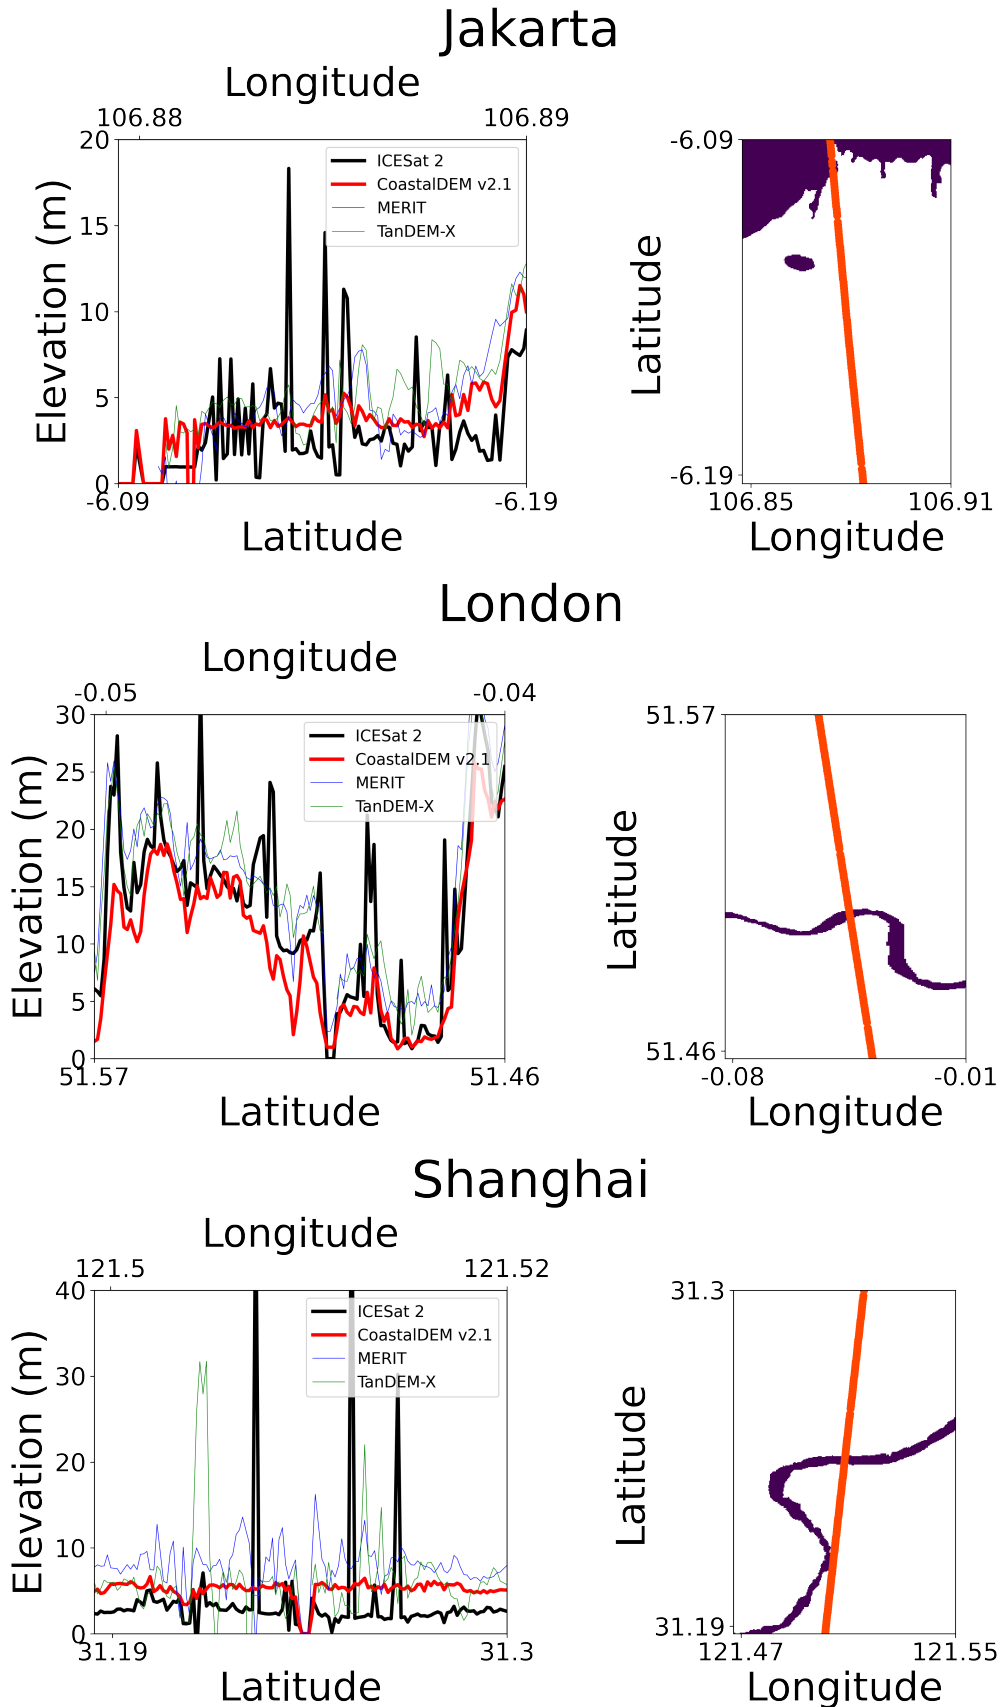 Jakarta
Longitude
106.88 106.89
20
15
10
5
0
Elevation (m)
ICESat 2
CoastalDEM v2.1
MERIT
TanDEM-X
-6.09 -6.19
Latitude
-6.09
-6.19
Latitude
106.85 106.91
Longitude
London
Longitude
-0.05 -0.04
30
25
20
15
10
5
0
Elevation (m)
ICESat 2
CoastalDEM v2.1
MERIT
TanDEM-X
51.57 51.46
Latitude
51.57
51.46
Latitude
-0.08 -0.01
Longitude
Shanghai
Longitude
121.5 121.52
40
30
20
10
0
Elevation (m)
ICESat 2
CoastalDEM v2.1
MERIT
TanDEM-X
31.19 31.3
Latitude
31.3
31.19
Latitude
121.47 121.55
Longitude